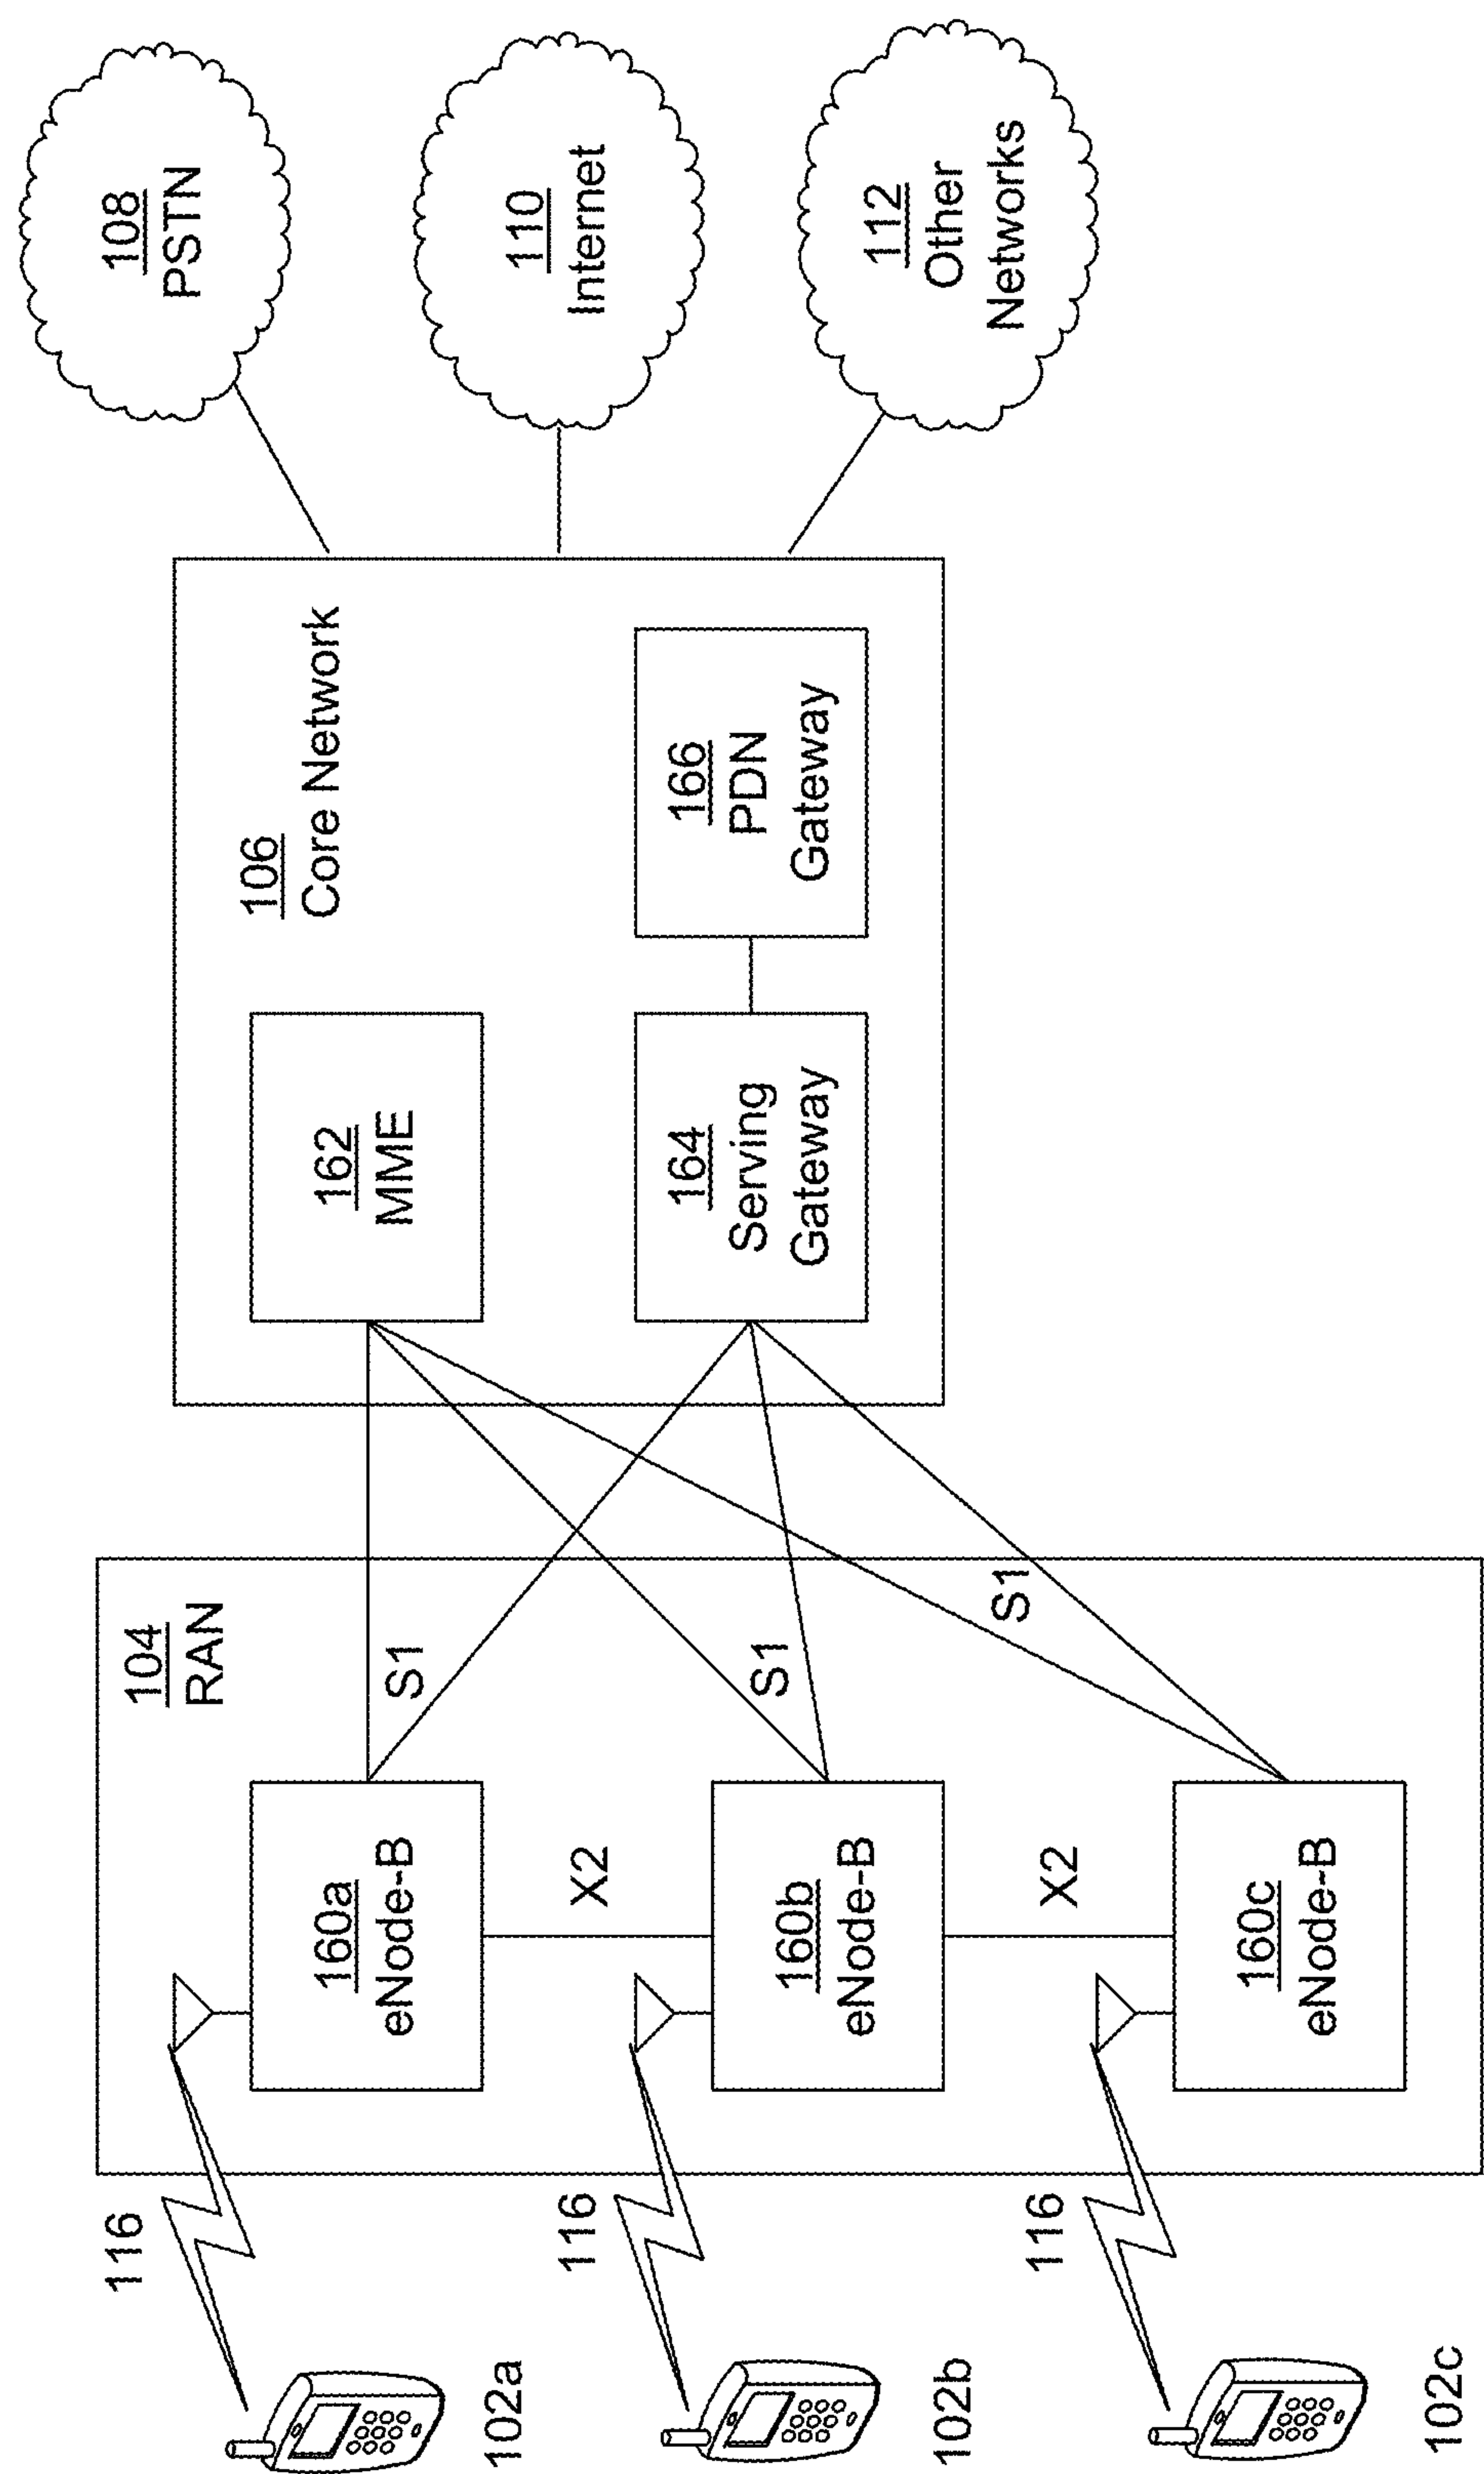 116
102a
116
102b
116
102c
104
RAN
160a
eNode-B
X2
160b
eNode-B
X2
160c
eNode-B
S1
S1
S1
106
Core Network
162
MME
164
Serving
Gateway
166
PDN
Gateway
108
PSTN
110
Internet
112
Other
Networks